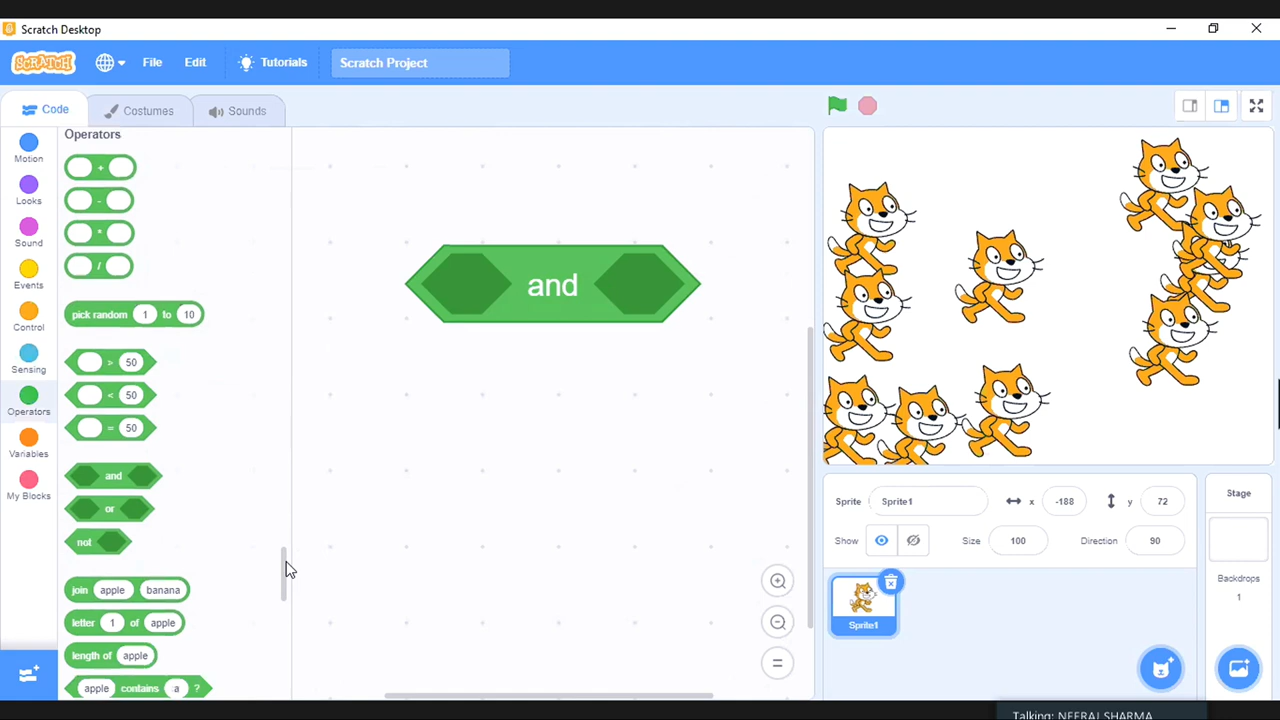 Scratch Desktop
SCRATCH File Edit Tutorials Scratch Project
Code Costumes Sounds
Motion
Looks
Sound
Events
Control
Sensing
Operators
Variables
My Blocks
Operators
+
-
*
/
pick random 1 to 10
> 50
< 50
= 50
and
or
not
join apple banana
letter 1 of apple
length of apple
apple contains a ?
and
Sprite Sprite1 x -188 y 72
Show Size 100 Direction 90
Sprite1
Stage
Backdrops
1
Talking: NEERAJ SHARMA